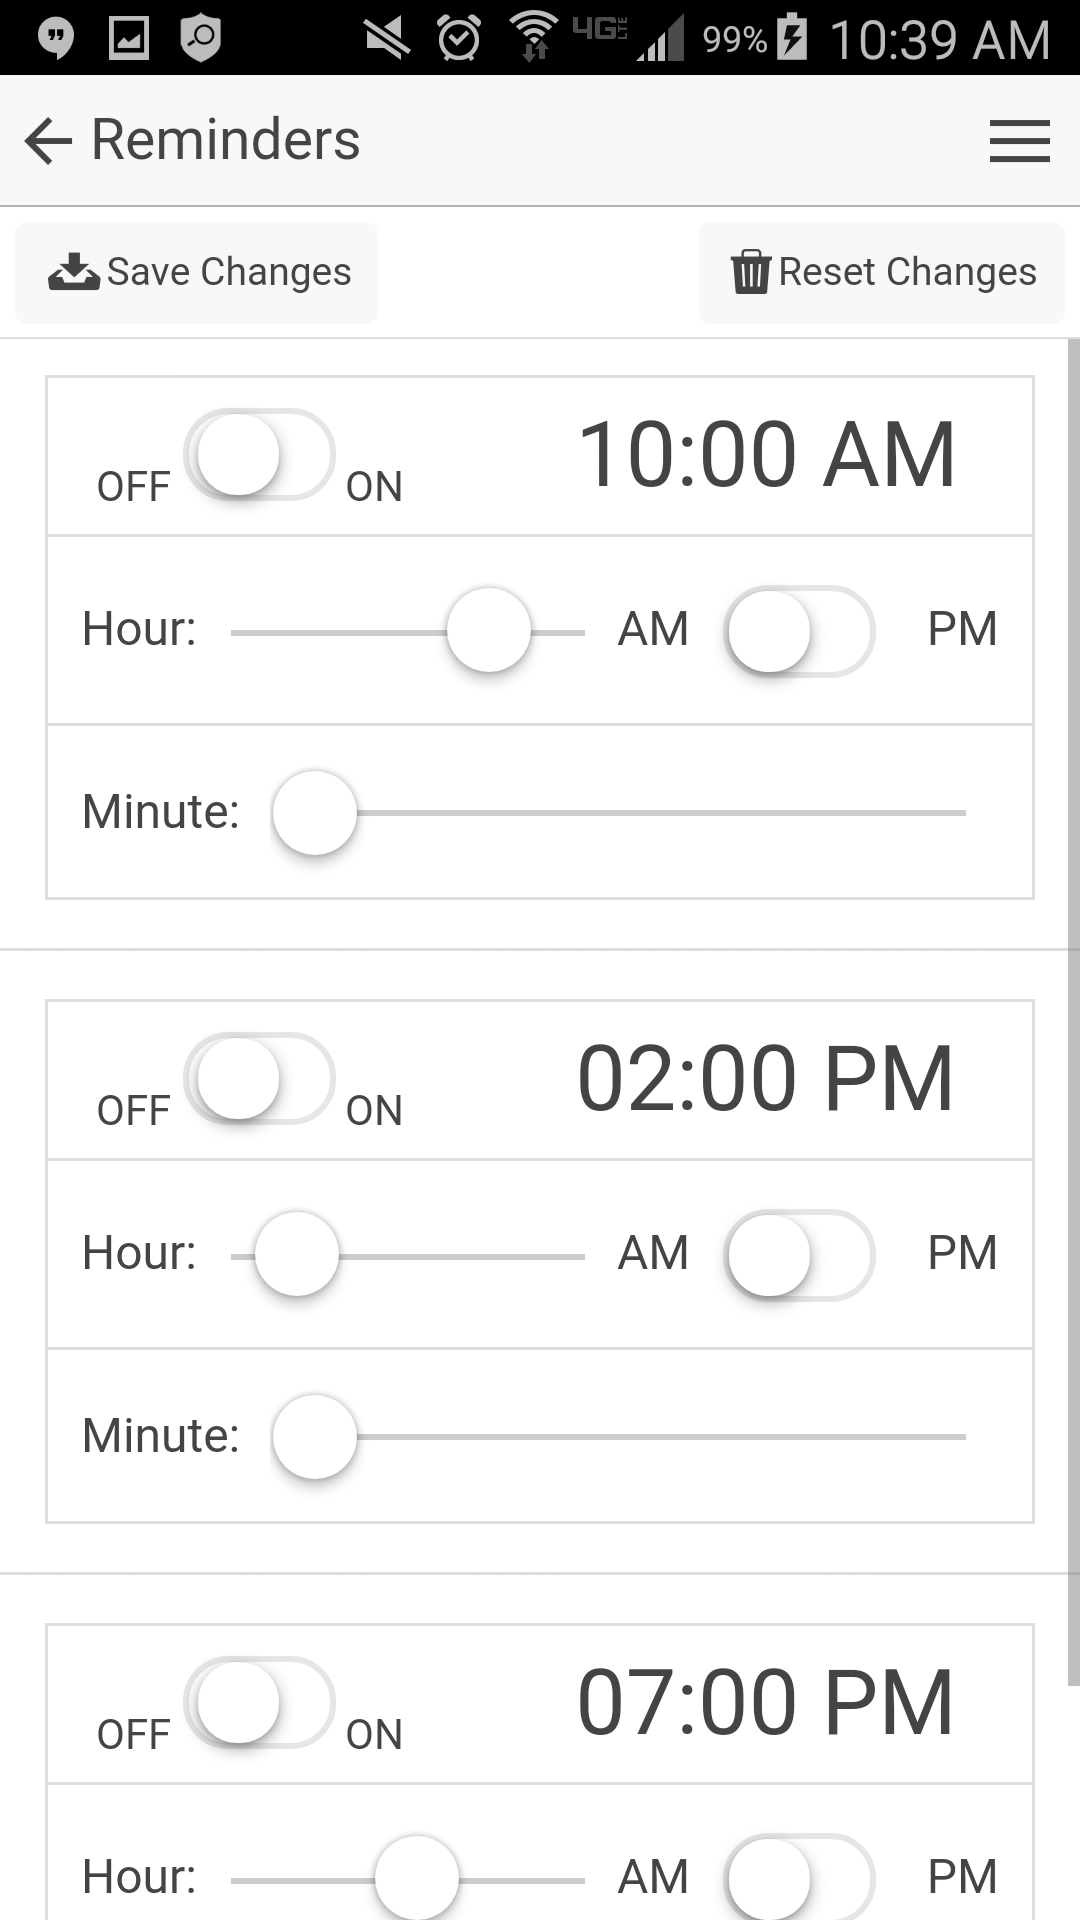 4G LTE 99% 10:39 AM
Reminders
Save Changes Reset Changes
OFF ON 10:00 AM
Hour: AM PM
Minute:
OFF ON 02:00 PM
Hour: AM PM
Minute:
OFF ON 07:00 PM
Hour: AM PM